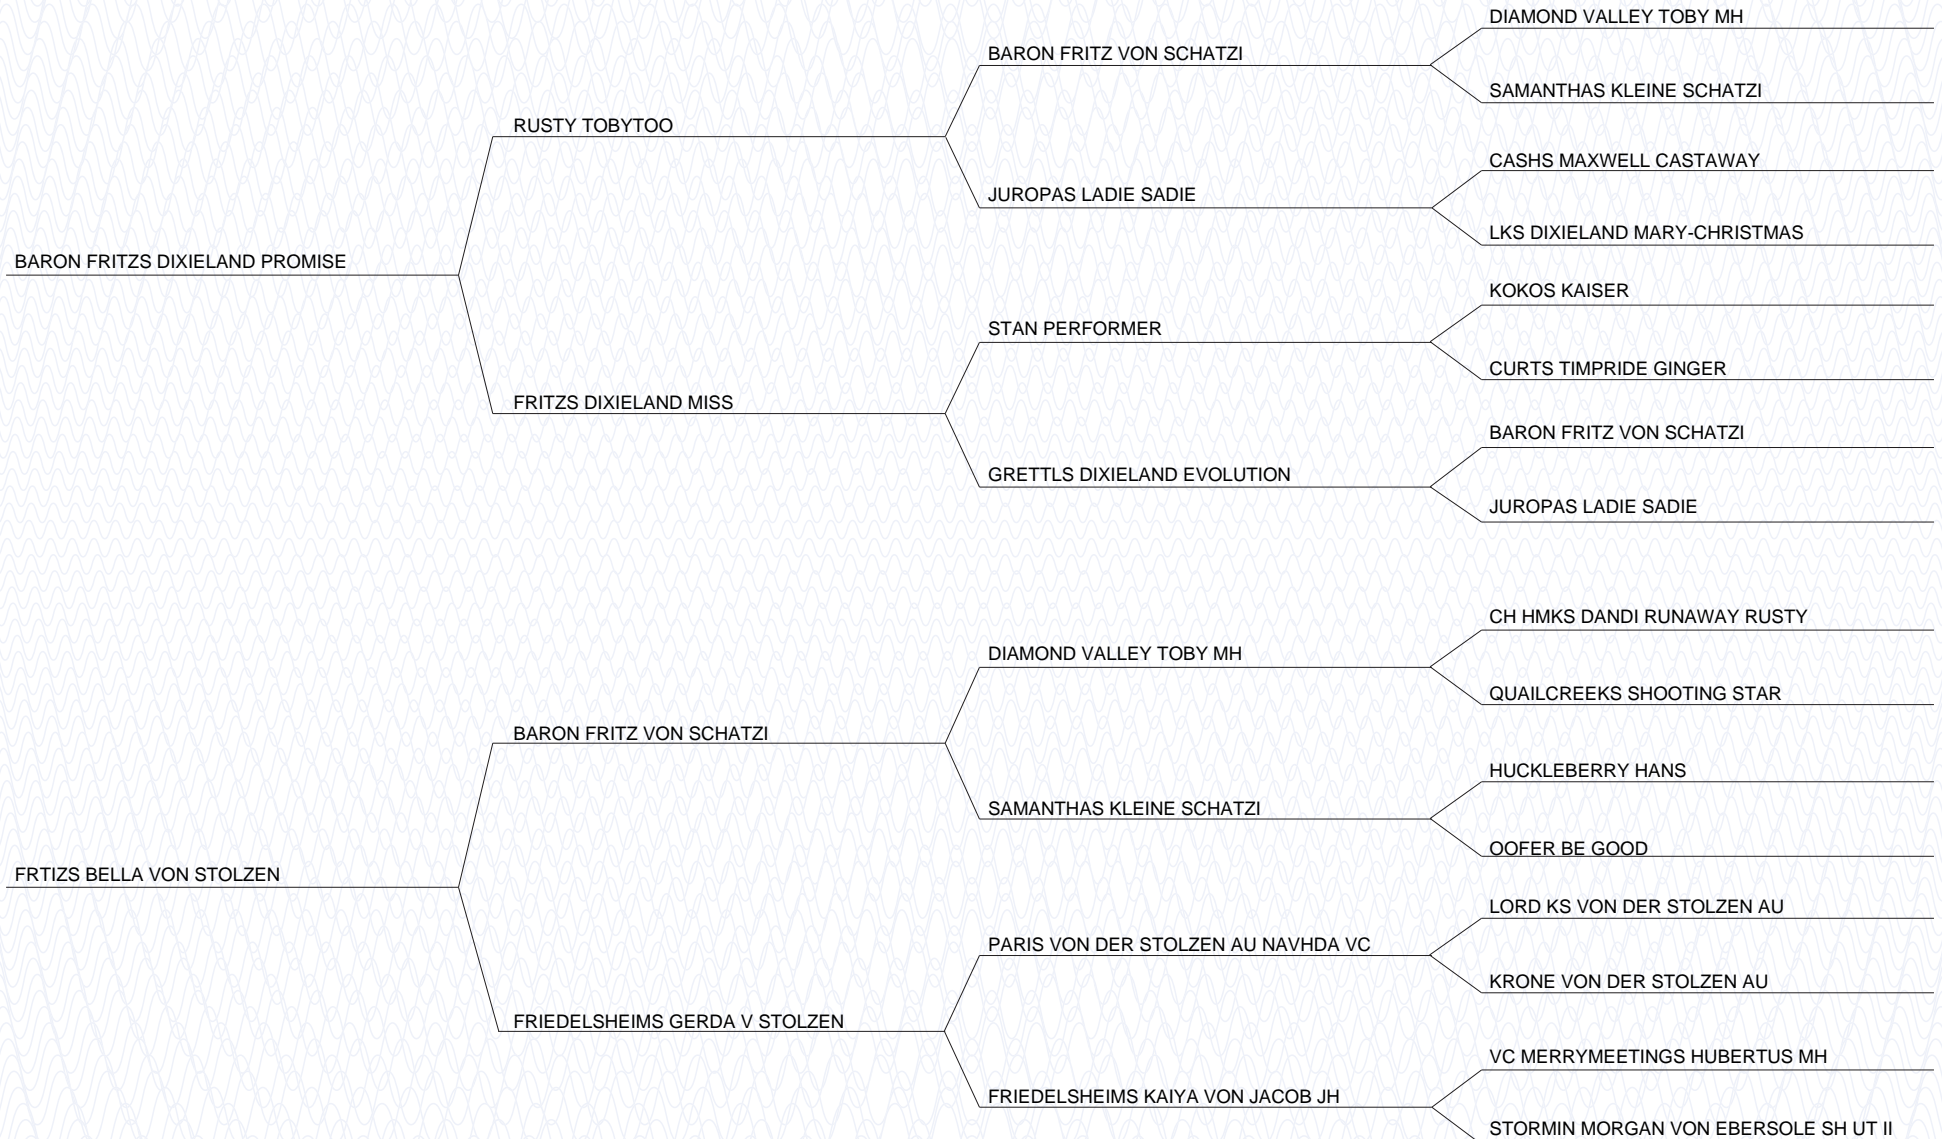 DIAMOND VALLEY TOBY MH
BARON FRITZ VON SCHATZI
SAMANTHAS KLEINE SCHATZI
RUSTY TOBYTOO
CASHS MAXWELL CASTAWAY
JUROPAS LADIE SADIE
LKS DIXIELAND MARY-CHRISTMAS
BARON FRITZS DIXIELAND PROMISE
KOKOS KAISER
STAN PERFORMER
CURTS TIMPRIDE GINGER
FRITZS DIXIELAND MISS
BARON FRITZ VON SCHATZI
GRETTLS DIXIELAND EVOLUTION
JUROPAS LADIE SADIE
CH HMKS DANDI RUNAWAY RUSTY
DIAMOND VALLEY TOBY MH
QUAILCREEKS SHOOTING STAR
BARON FRITZ VON SCHATZI
HUCKLEBERRY HANS
SAMANTHAS KLEINE SCHATZI
OOFER BE GOOD
FRTIZS BELLA VON STOLZEN
LORD KS VON DER STOLZEN AU
PARIS VON DER STOLZEN AU NAVHDA VC
KRONE VON DER STOLZEN AU
FRIEDELSHEIMS GERDA V STOLZEN
VC MERRYMEETINGS HUBERTUS MH
FRIEDELSHEIMS KAIYA VON JACOB JH
STORMIN MORGAN VON EBERSOLE SH UT II